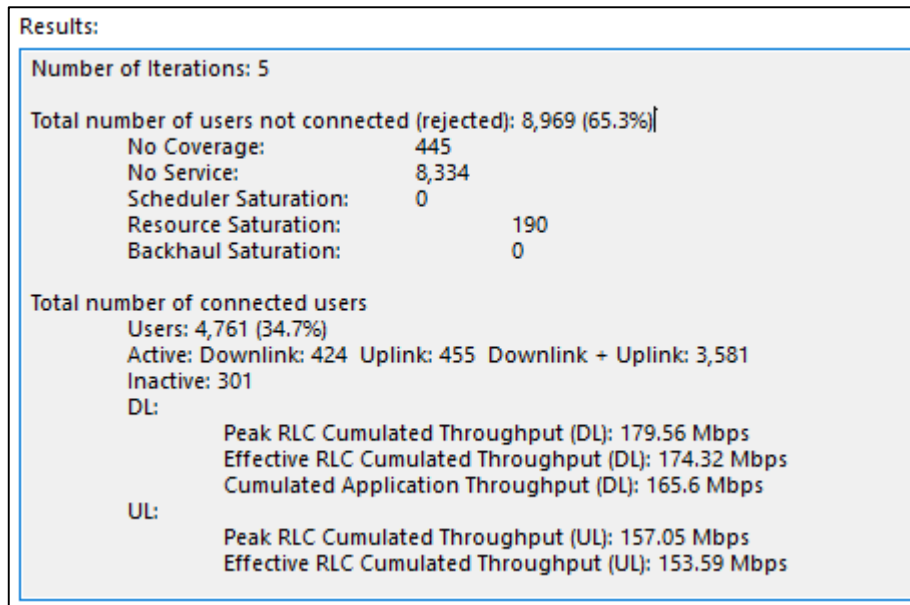 Results:
Number of Iterations: 5
Total number of users not connected (rejected): 8,969 (65.3%)
No Coverage: 445
No Service: 8,334
Scheduler Saturation: 0
Resource Saturation: 190
Backhaul Saturation: 0
Total number of connected users
Users: 4,761 (34.7%)
Active: Downlink: 424 Uplink: 455 Downlink + Uplink: 3,581
Inactive: 301
DL:
Peak RLC Cumulated Throughput (DL): 179.56 Mbps
Effective RLC Cumulated Throughput (DL): 174.32 Mbps
Cumulated Application Throughput (DL): 165.6 Mbps
UL:
Peak RLC Cumulated Throughput (UL): 157.05 Mbps
Effective RLC Cumulated Throughput (UL): 153.59 Mbps